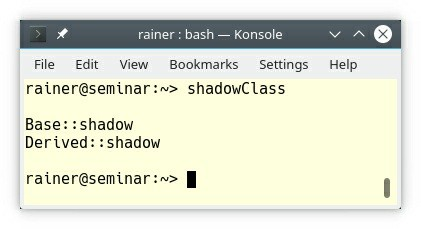 rainer : bash — Konsole
File Edit View Bookmarks Settings Help
rainer@seminar:~> shadowClass
Base::shadow
Derived::shadow
rainer@seminar:~>